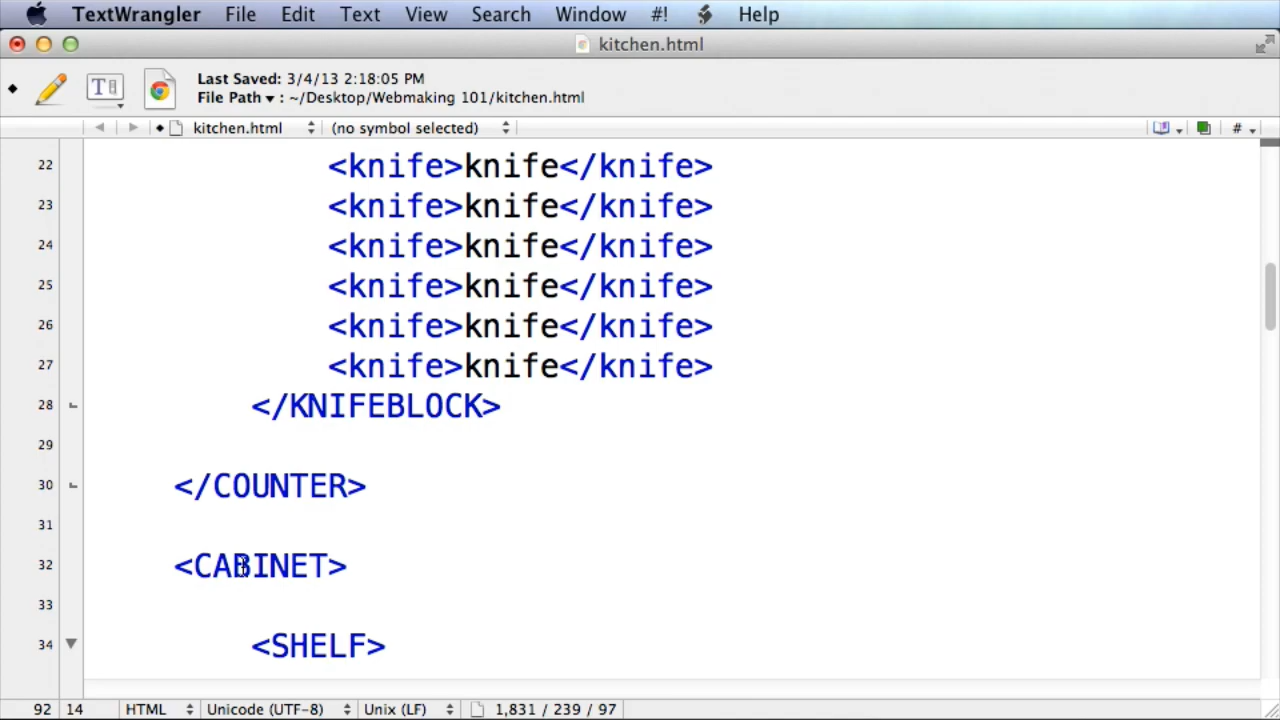 TextWrangler File Edit Text View Search Window #! Help
kitchen.html
Last Saved: 3/4/13 2:18:05 PM
File Path ▾ : ~/Desktop/Webmaking 101/kitchen.html
kitchen.html (no symbol selected) #
22 <knife>knife</knife>
23 <knife>knife</knife>
24 <knife>knife</knife>
25 <knife>knife</knife>
26 <knife>knife</knife>
27 <knife>knife</knife>
28 </KNIFEBLOCK>
29
30 </COUNTER>
31
32 <CABINET>
33
34 <SHELF>
92 14 HTML Unicode (UTF-8) Unix (LF) 1,831 / 239 / 97